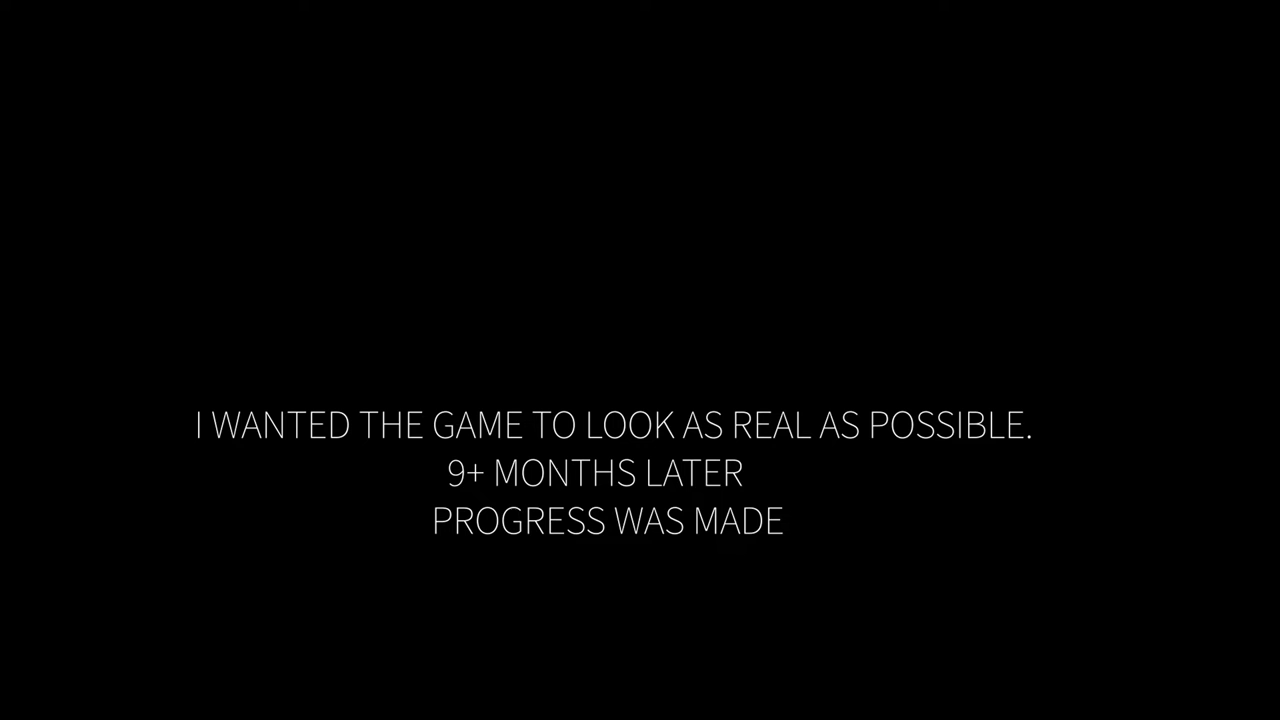 I WANTED THE GAME TO LOOK AS REAL AS POSSIBLE.
9+ MONTHS LATER
PROGRESS WAS MADE